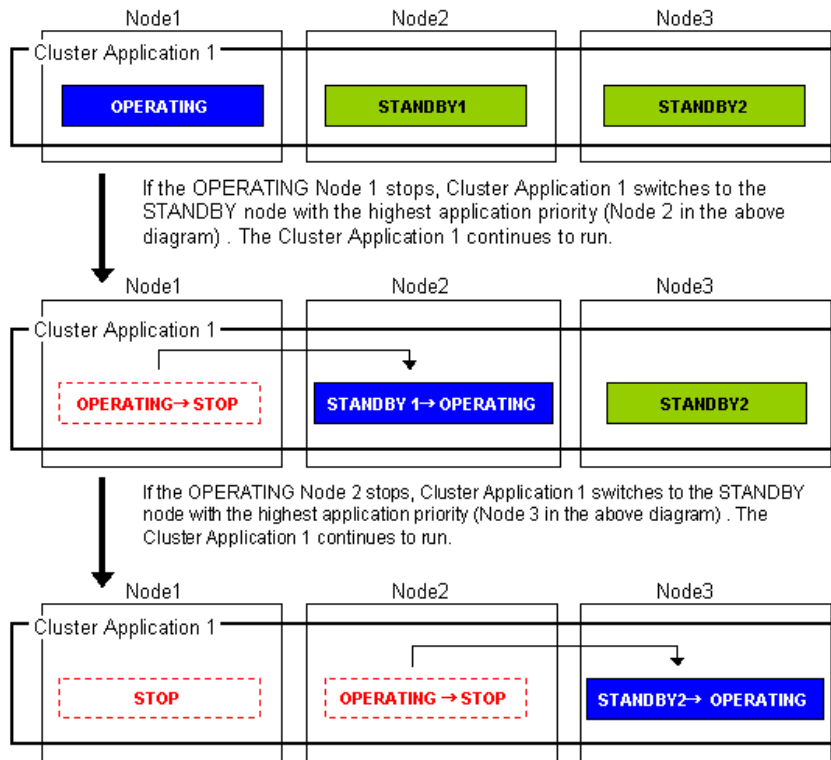 Node1 Node2 Node3
Cluster Application 1
OPERATING STANDBY1 STANDBY2
If the OPERATING Node 1 stops, Cluster Application 1 switches to the
STANDBY node with the highest application priority (Node 2 in the above
diagram) . The Cluster Application 1 continues to run.
Node1 Node2 Node3
Cluster Application 1
OPERATING→STOP STANDBY 1→OPERATING STANDBY2
If the OPERATING Node 2 stops, Cluster Application 1 switches to the STANDBY
node with the highest application priority (Node 3 in the above diagram) . The
Cluster Application 1 continues to run.
Node1 Node2 Node3
Cluster Application 1
STOP OPERATING →STOP STANDBY2→ OPERATING